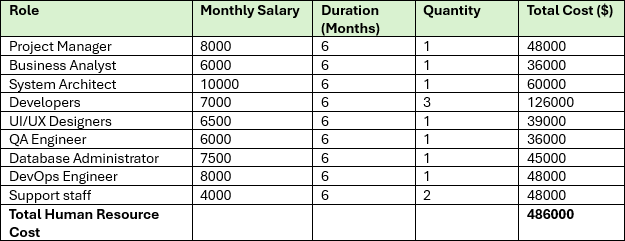 Role Monthly Salary Duration (Months) Quantity Total Cost ($)
Project Manager 8000 6 1 48000
Business Analyst 6000 6 1 36000
System Architect 10000 6 1 60000
Developers 7000 6 3 126000
UI/UX Designers 6500 6 1 39000
QA Engineer 6000 6 1 36000
Database Administrator 7500 6 1 45000
DevOps Engineer 8000 6 1 48000
Support staff 4000 6 2 48000
Total Human Resource Cost 486000